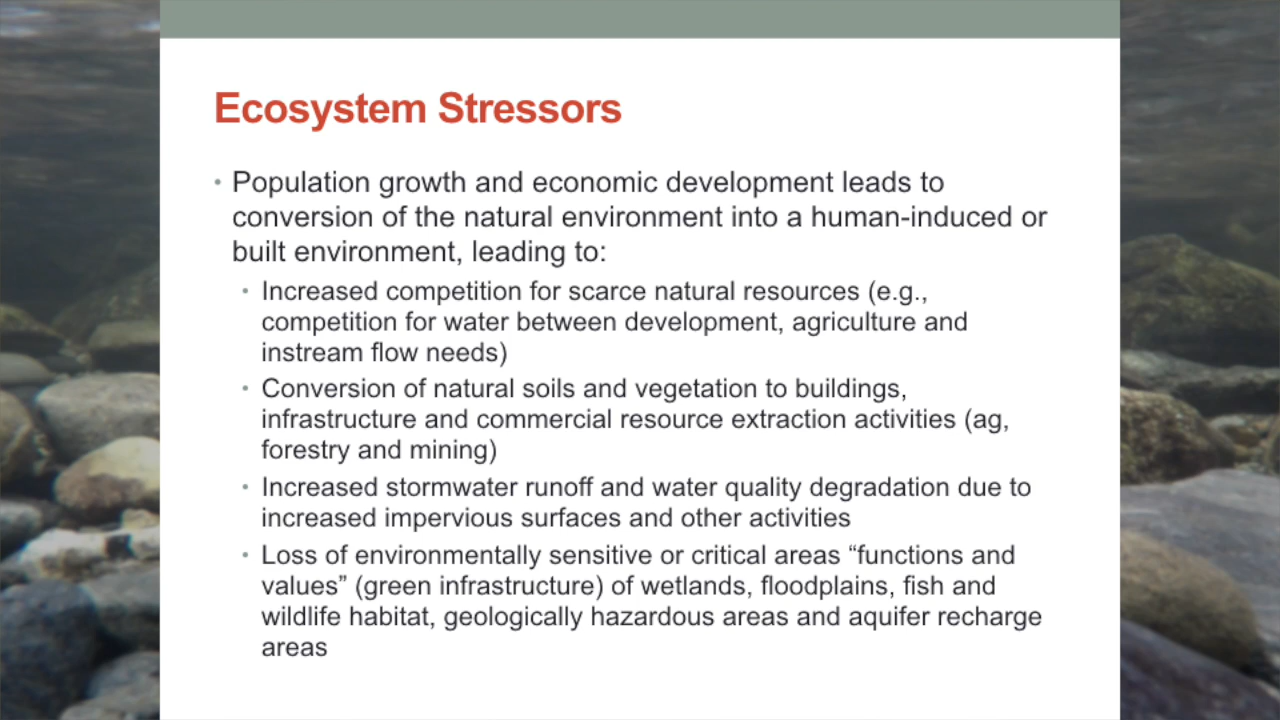 Ecosystem Stressors
• Population growth and economic development leads to
conversion of the natural environment into a human-induced or
built environment, leading to:
• Increased competition for scarce natural resources (e.g.,
competition for water between development, agriculture and
instream flow needs)
• Conversion of natural soils and vegetation to buildings,
infrastructure and commercial resource extraction activities (ag,
forestry and mining)
• Increased stormwater runoff and water quality degradation due to
increased impervious surfaces and other activities
• Loss of environmentally sensitive or critical areas “functions and
values” (green infrastructure) of wetlands, floodplains, fish and
wildlife habitat, geologically hazardous areas and aquifer recharge
areas